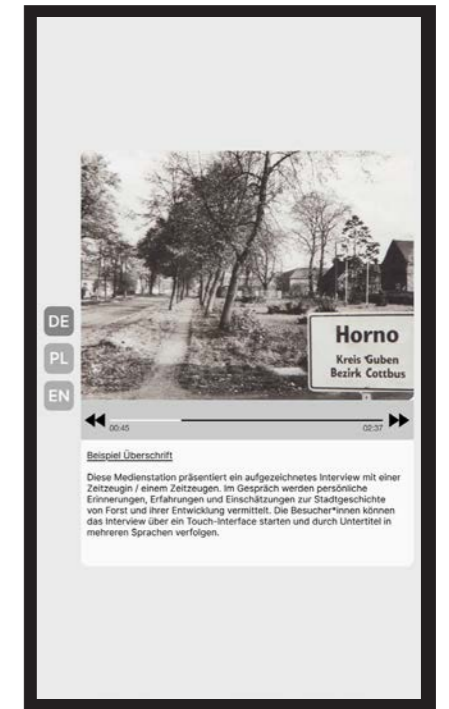 Horno
Kreis Guben
Bezirk Cottbus
DE
PL
EN
00:45
02:37
Beispiel Überschrift
Diese Medienstation präsentiert ein aufgezeichnetes Interview mit einer
Zeitzeugin / einem Zeitzeugen. Im Gespräch werden persönliche
Erinnerungen, Erfahrungen und Einschätzungen zur Stadtgeschichte
von Forst und ihrer Entwicklung vermittelt. Die Besucher*innen können
das Interview über ein Touch-Interface starten und durch Untertitel in
mehreren Sprachen verfolgen.